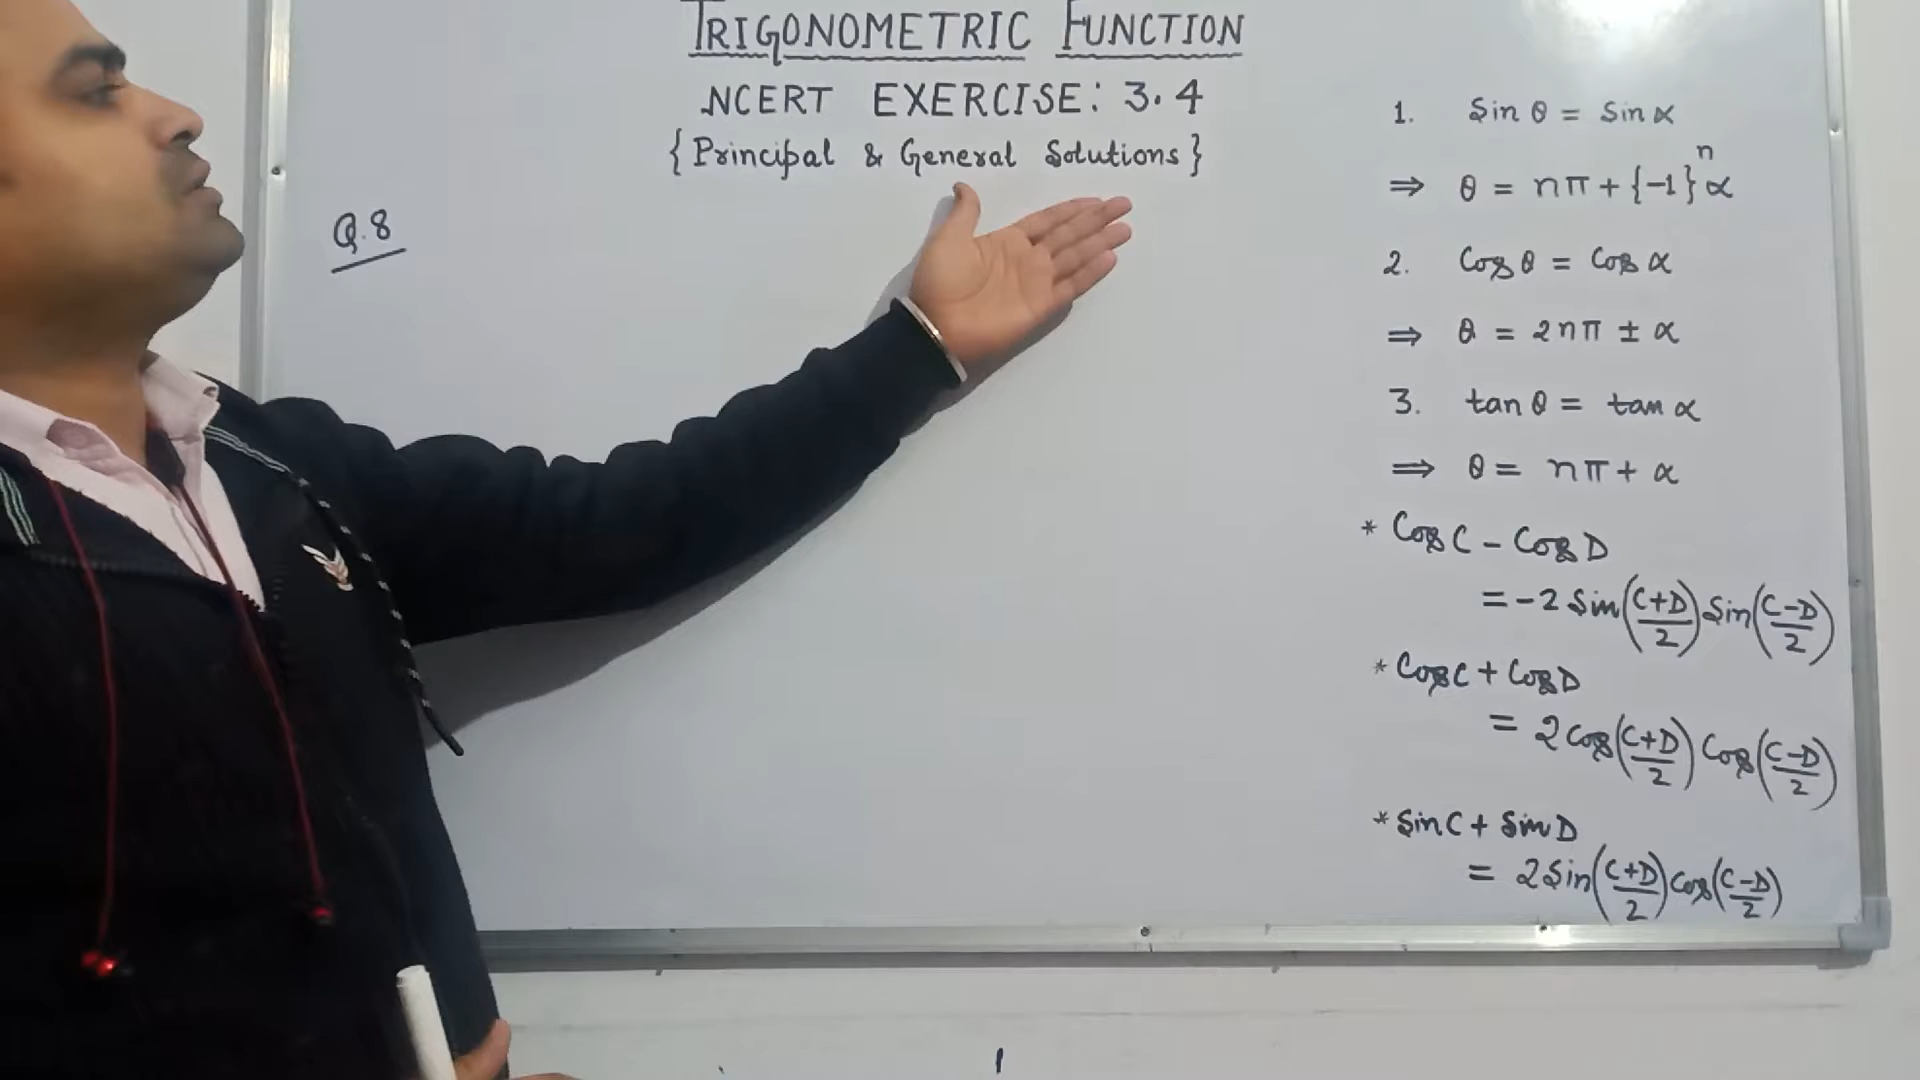 TRIGONOMETRIC FUNCTION
NCERT EXERCISE: 3.4
{Principal & General Solutions}
Q.8
1. Sin θ = Sin α
⇒ θ = nπ + {-1}ⁿ α
2. Cos θ = Cos α
⇒ θ = 2nπ ± α
3. tan θ = tan α
⇒ θ = nπ + α
* Cos C - Cos D
= -2 Sin((C+D)/2) Sin((C-D)/2)
* Cos C + Cos D
= 2 Cos((C+D)/2) Cos((C-D)/2)
* Sin C + Sin D
= 2 Sin((C+D)/2) Cos((C-D)/2)